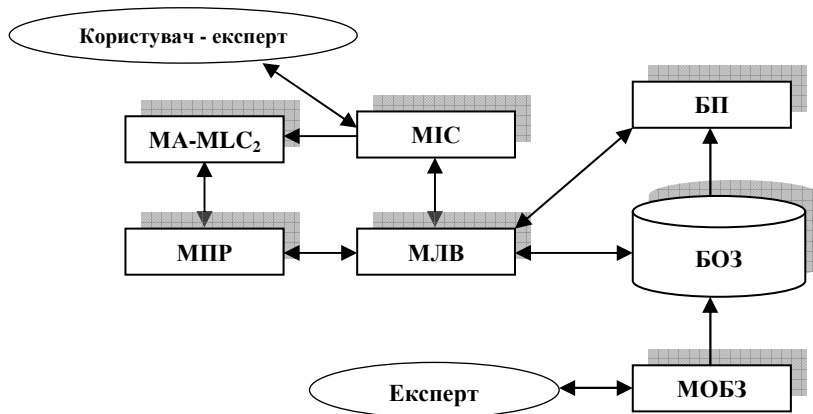 Користувач - експерт
БП
МА-MLC₂
МІС
МПР
МЛВ
БОЗ
Експерт
МОБЗ